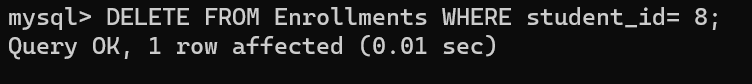 mysql> DELETE FROM Enrollments WHERE student_id= 8;
Query OK, 1 row affected (0.01 sec)